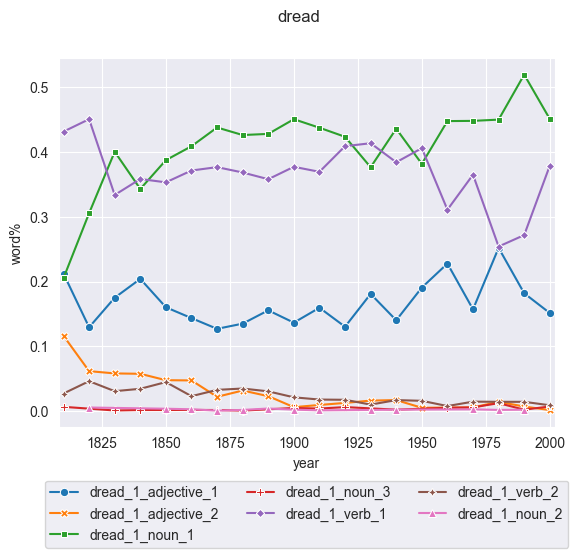 dread
0.5
0.4
0.3
0.2
0.1
0.0
word%
1825 1850 1875 1900 1925 1950 1975 2000
year
dread_1_adjective_1 dread_1_noun_3 dread_1_verb_2
dread_1_adjective_2 dread_1_verb_1 dread_1_noun_2
dread_1_noun_1